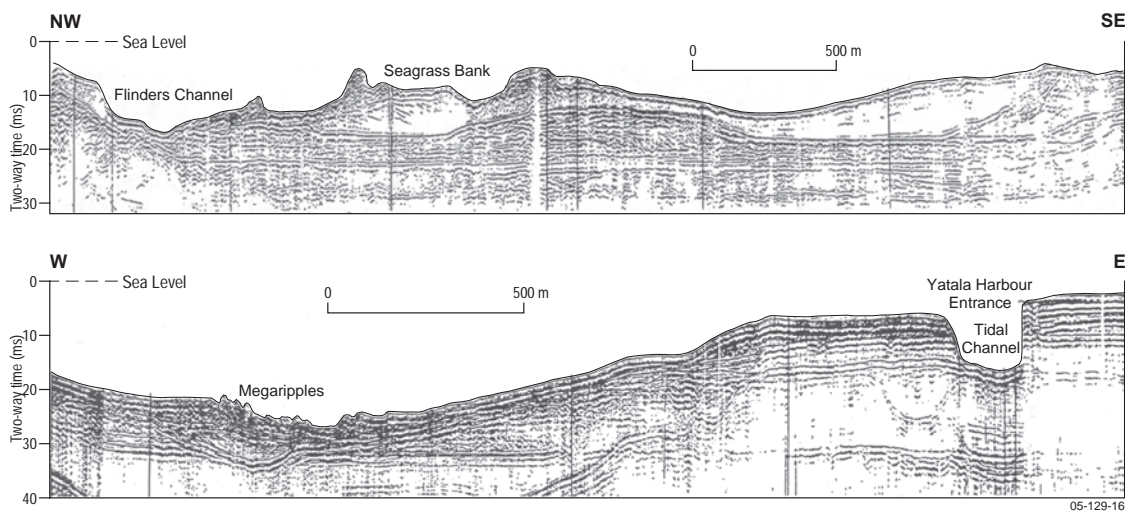 NW
SE
0
Sea Level
0
500 m
Seagrass Bank
Flinders Channel
10
20
30
Two-way time (ms)
W
E
0
Sea Level
0
500 m
Yatala Harbour
Entrance
Tidal
Channel
10
Megaripples
20
30
40
Two-way time (ms)
05-129-16